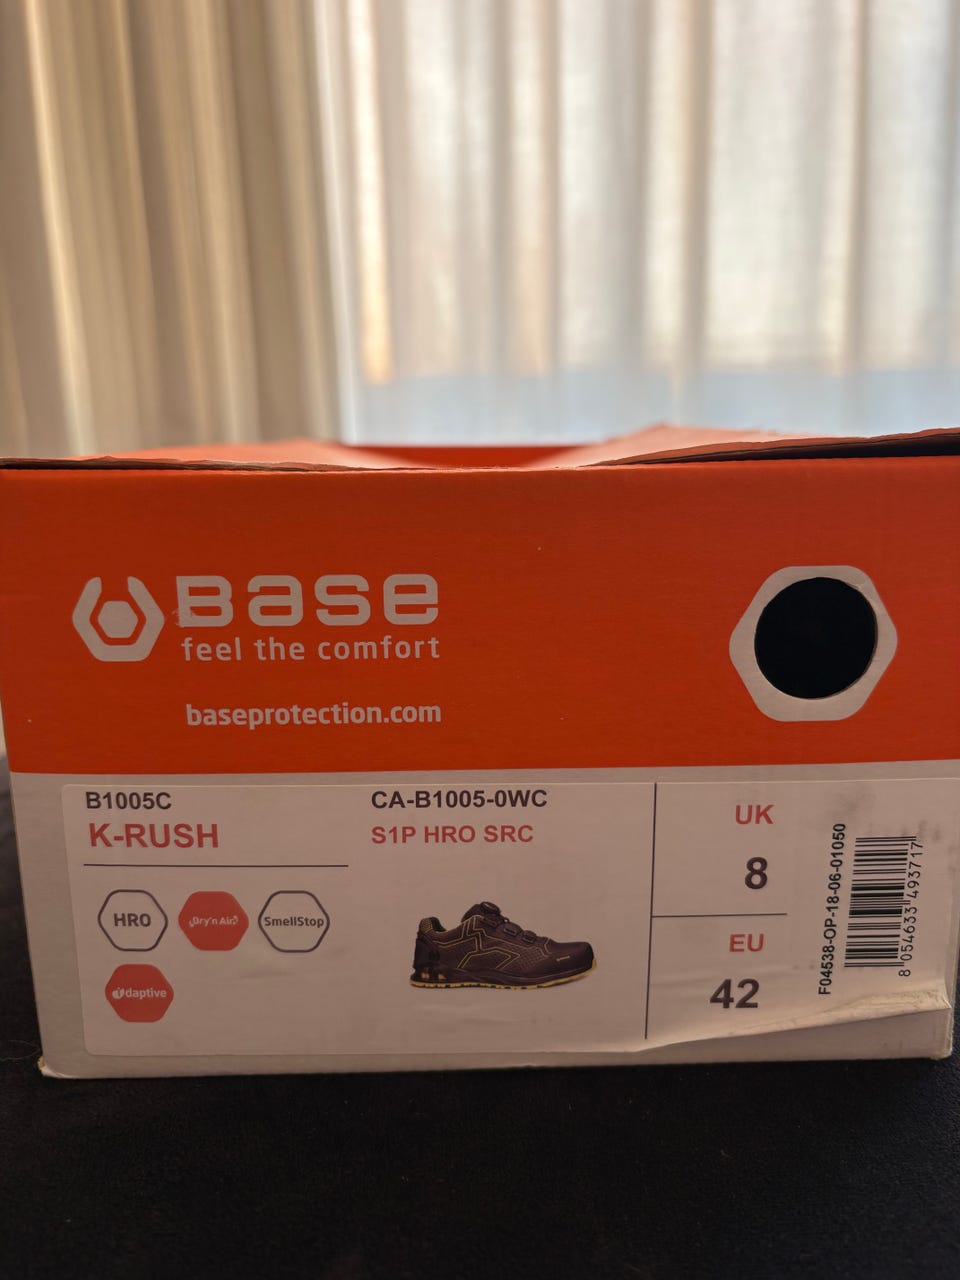 Base
feel the comfort
baseprotection.com
B1005C
K-RUSH
CA-B1005-0WC
S1P HRO SRC
HRO
Dry'n Air
SmellStop
idaptive
UK
8
EU
42
F04538-OP-18-06-01050
8 054633 493717